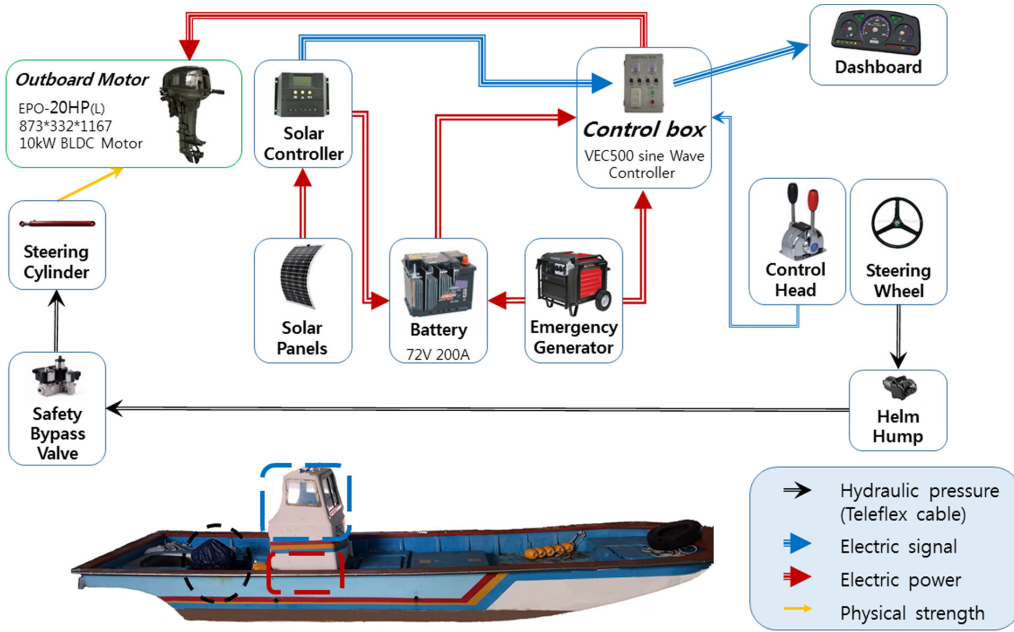 Outboard Motor
EPO-20HP(L)
873*332*1167
10kW BLDC Motor
Solar
Controller
Control box
VEC500 sine Wave
Controller
Dashboard
Steering
Cylinder
Solar
Panels
Battery
72V 200A
Emergency
Generator
Control
Head
Steering
Wheel
Safety
Bypass
Valve
Helm
Hump
Hydraulic pressure
(Teleflex cable)
Electric signal
Electric power
Physical strength